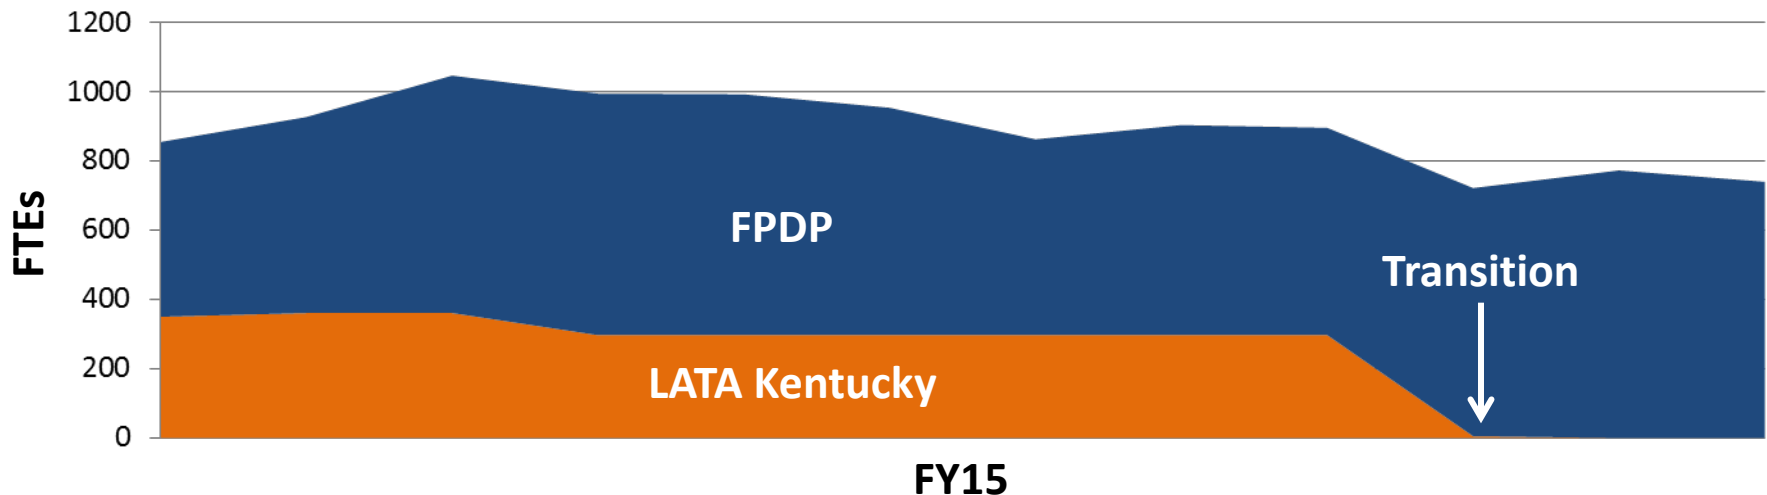 1200
1000
800
600
400
200
0
FTEs
FPDP
Transition
LATA Kentucky
FY15